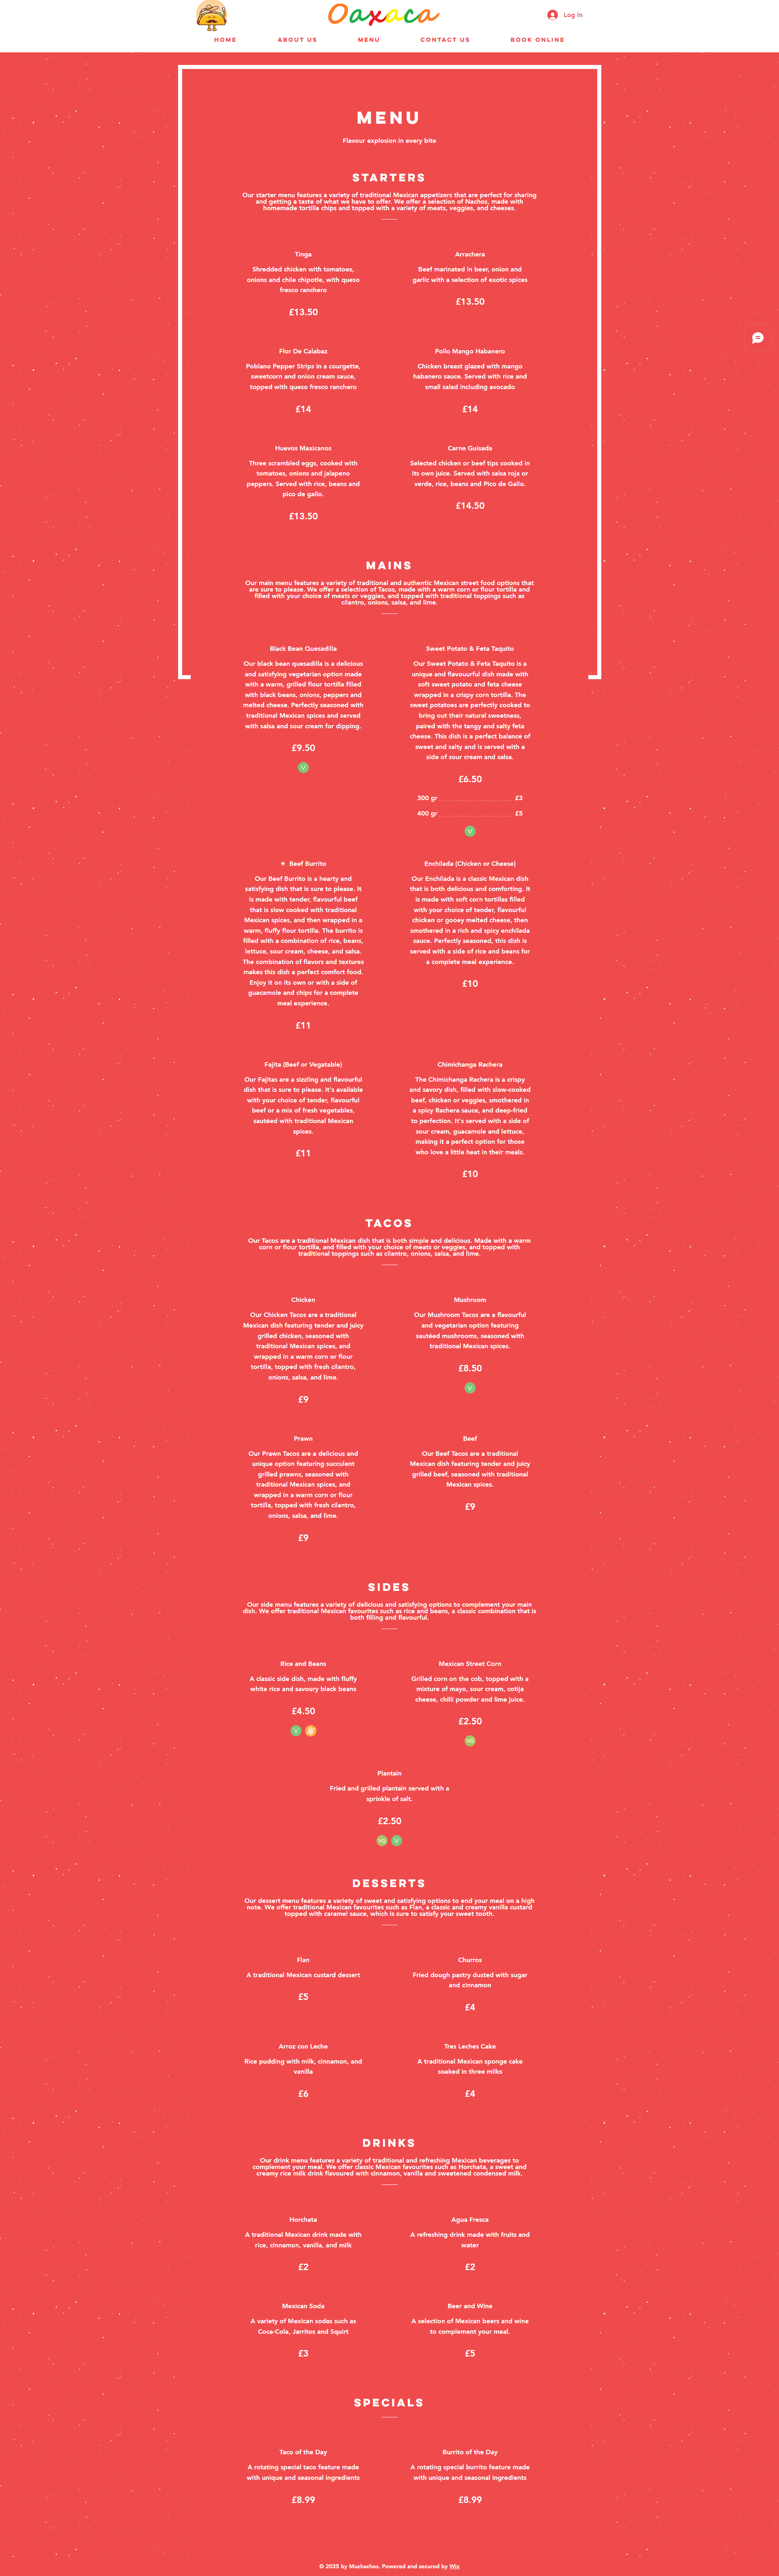 Oaxaca
Log In
HOME
ABOUT US
MENU
CONTACT US
BOOK ONLINE
MENU
Flavour explosion in every bite
STARTERS
Our starter menu features a variety of traditional Mexican appetizers that are perfect for sharing
and getting a taste of what we have to offer. We offer a selection of Nachos, made with
homemade tortilla chips and topped with a variety of meats, veggies, and cheeses.
Tinga
Shredded chicken with tomatoes,
onions and chile chipotle, with queso
fresco ranchero
£13.50
Arrachera
Beef marinated in beer, onion and
garlic with a selection of exotic spices
£13.50
Flor De Calabaz
Poblano Pepper Strips in a courgette,
sweetcorn and onion cream sauce,
topped with queso fresco ranchero
£14
Pollo Mango Habanero
Chicken breast glazed with mango
habanero sauce. Served with rice and
small salad including avocado
£14
Huevos Maxicanos
Three scrambled eggs, cooked with
tomatoes, onions and jalapeno
peppers. Served with rice, beans and
pico de gallo.
£13.50
Carne Guisada
Selected chicken or beef tips cooked in
its own juice. Served with salsa roja or
verde, rice, beans and Pico de Gallo.
£14.50
MAINS
Our main menu features a variety of traditional and authentic Mexican street food options that
are sure to please. We offer a selection of Tacos, made with a warm corn or flour tortilla and
filled with your choice of meats or veggies, and topped with traditional toppings such as
cilantro, onions, salsa, and lime.
Black Bean Quesadilla
Our black bean quesadilla is a delicious
and satisfying vegetarian option made
with a warm, grilled flour tortilla filled
with black beans, onions, peppers and
melted cheese. Perfectly seasoned with
traditional Mexican spices and served
with salsa and sour cream for dipping.
£9.50
V
Sweet Potato & Feta Taquito
Our Sweet Potato & Feta Taquito is a
unique and flavouurful dish made with
soft sweet potato and feta cheese
wrapped in a crispy corn tortilla. The
sweet potatoes are perfectly cooked to
bring out their natural sweetness,
paired with the tangy and salty feta
cheese. This dish is a perfect balance of
sweet and salty and is served with a
side of sour cream and salsa.
£6.50
300 gr £3
400 gr £5
V
★ Beef Burrito
Our Beef Burrito is a hearty and
satisfying dish that is sure to please. It
is made with tender, flavourful beef
that is slow cooked with traditional
Mexican spices, and then wrapped in a
warm, fluffy flour tortilla. The burrito is
filled with a combination of rice, beans,
lettuce, sour cream, cheese, and salsa.
The combination of flavors and textures
makes this dish a perfect comfort food.
Enjoy it on its own or with a side of
guacamole and chips for a complete
meal experience.
£11
Enchilada (Chicken or Cheese)
Our Enchilada is a classic Mexican dish
that is both delicious and comforting. It
is made with soft corn tortillas filled
with your choice of tender, flavourful
chicken or gooey melted cheese, then
smothered in a rich and spicy enchilada
sauce. Perfectly seasoned, this dish is
served with a side of rice and beans for
a complete meal experience.
£10
Fajita (Beef or Vegatable)
Our Fajitas are a sizzling and flavourful
dish that is sure to please. It's available
with your choice of tender, flavourful
beef or a mix of fresh vegetables,
sautéed with traditional Mexican
spices.
£11
Chimichanga Rachera
The Chimichanga Rachera is a crispy
and savory dish, filled with slow-cooked
beef, chicken or veggies, smothered in
a spicy Rachera sauce, and deep-fried
to perfection. It's served with a side of
sour cream, guacamole and lettuce,
making it a perfect option for those
who love a little heat in their meals.
£10
TACOS
Our Tacos are a traditional Mexican dish that is both simple and delicious. Made with a warm
corn or flour tortilla, and filled with your choice of meats or veggies, and topped with
traditional toppings such as cilantro, onions, salsa, and lime.
Chicken
Our Chicken Tacos are a traditional
Mexican dish featuring tender and juicy
grilled chicken, seasoned with
traditional Mexican spices, and
wrapped in a warm corn or flour
tortilla, topped with fresh cilantro,
onions, salsa, and lime.
£9
Mushroom
Our Mushroom Tacos are a flavourful
and vegetarian option featuring
sautéed mushrooms, seasoned with
traditional Mexican spices.
£8.50
V
Prawn
Our Prawn Tacos are a delicious and
unique option featuring succulent
grilled prawns, seasoned with
traditional Mexican spices, and
wrapped in a warm corn or flour
tortilla, topped with fresh cilantro,
onions, salsa, and lime.
£9
Beef
Our Beef Tacos are a traditional
Mexican dish featuring tender and juicy
grilled beef, seasoned with traditional
Mexican spices.
£9
SIDES
Our side menu features a variety of delicious and satisfying options to complement your main
dish. We offer traditional Mexican favourites such as rice and beans, a classic combination that is
both filling and flavourful.
Rice and Beans
A classic side dish, made with fluffy
white rice and savoury black beans
£4.50
V
Mexican Street Corn
Grilled corn on the cob, topped with a
mixture of mayo, sour cream, cotija
cheese, chilli powder and lime juice.
£2.50
VG
Plantain
Fried and grilled plantain served with a
sprinkle of salt.
£2.50
VG V
DESSERTS
Our dessert menu features a variety of sweet and satisfying options to end your meal on a high
note. We offer traditional Mexican favourites such as Flan, a classic and creamy vanilla custard
topped with caramel sauce, which is sure to satisfy your sweet tooth.
Flan
A traditional Mexican custard dessert
£5
Churros
Fried dough pastry dusted with sugar
and cinnamon
£4
Arroz con Leche
Rice pudding with milk, cinnamon, and
vanilla
£6
Tres Leches Cake
A traditional Mexican sponge cake
soaked in three milks
£4
DRINKS
Our drink menu features a variety of traditional and refreshing Mexican beverages to
complement your meal. We offer classic Mexican favourites such as Horchata, a sweet and
creamy rice milk drink flavoured with cinnamon, vanilla and sweetened condensed milk.
Horchata
A traditional Mexican drink made with
rice, cinnamon, vanilla, and milk
£2
Agua Fresca
A refreshing drink made with fruits and
water
£2
Mexican Soda
A variety of Mexican sodas such as
Coca-Cola, Jarritos and Squirt
£3
Beer and Wine
A selection of Mexican beers and wine
to complement your meal.
£5
SPECIALS
Taco of the Day
A rotating special taco feature made
with unique and seasonal ingredients
£8.99
Burrito of the Day
A rotating special burrito feature made
with unique and seasonal ingredients
£8.99
© 2035 by Muchachos. Powered and secured by Wix